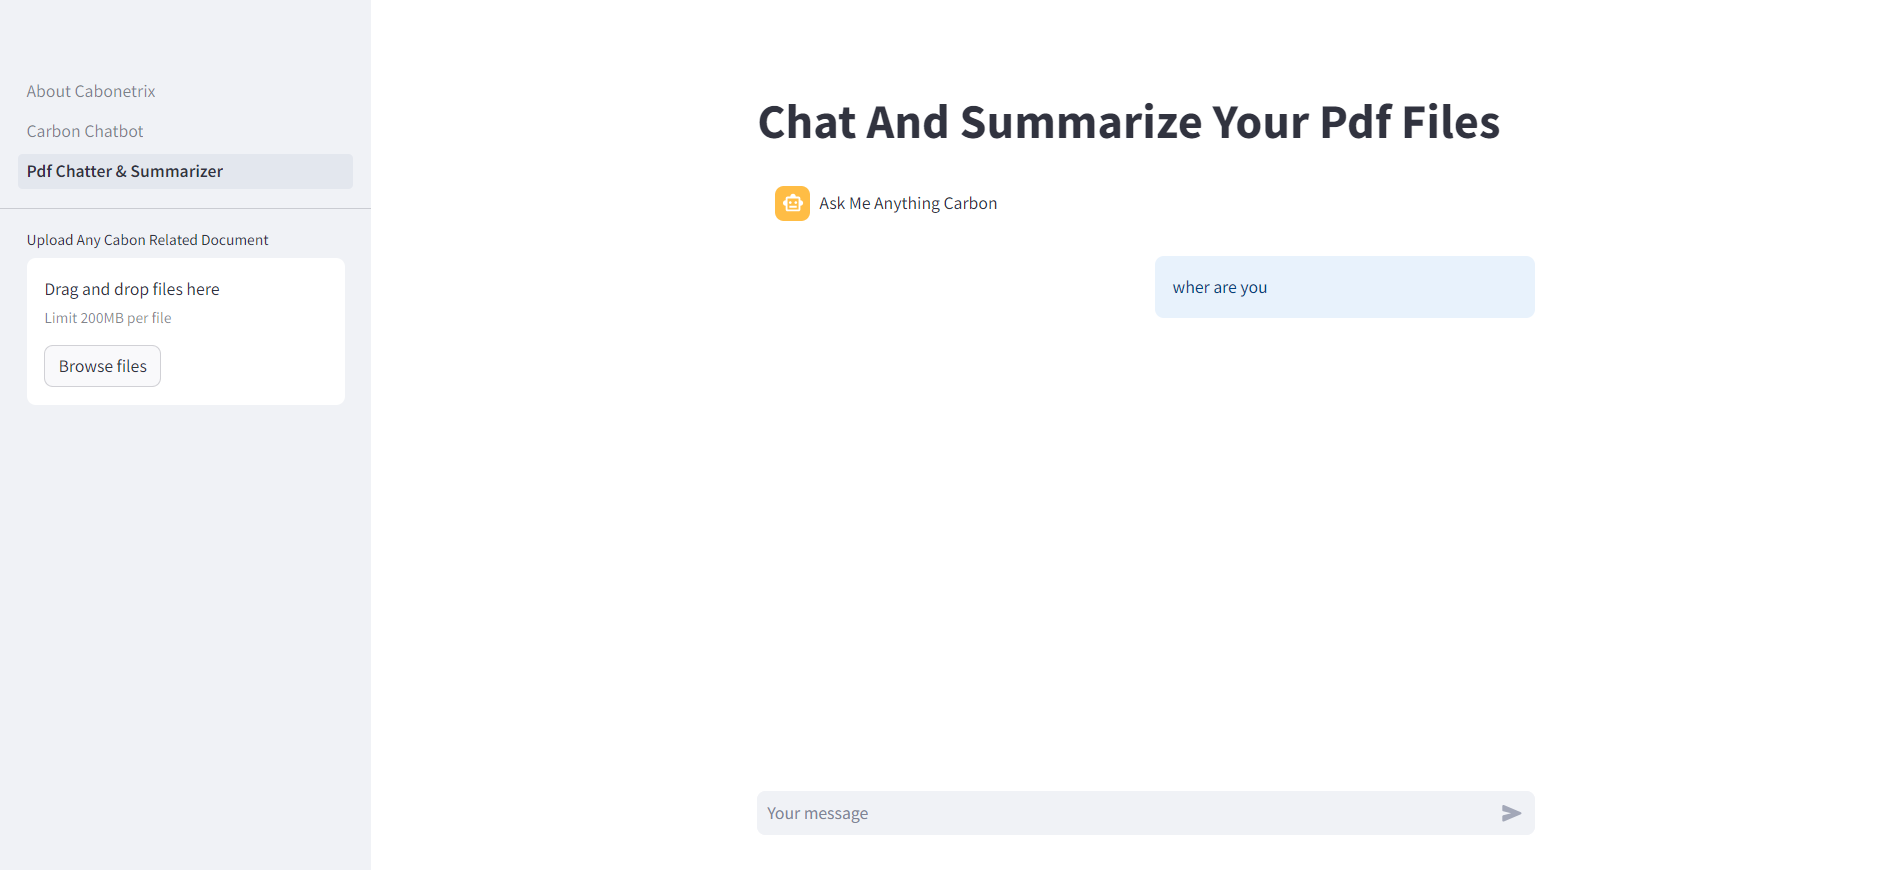 About Cabonetrix
Carbon Chatbot
Pdf Chatter & Summarizer
Upload Any Cabon Related Document
Drag and drop files here
Limit 200MB per file
Browse files
Chat And Summarize Your Pdf Files
Ask Me Anything Carbon
wher are you
Your message